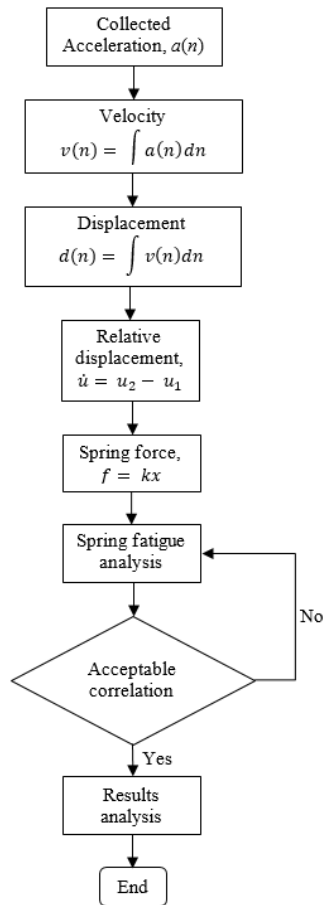 Collected
Acceleration, a(n)
Velocity
v(n) = ∫ a(n)dn
Displacement
d(n) = ∫ v(n)dn
Relative
displacement,
u̇ = u₂ − u₁
Spring force,
f = kx
Spring fatigue
analysis
No
Acceptable
correlation
Yes
Results
analysis
End